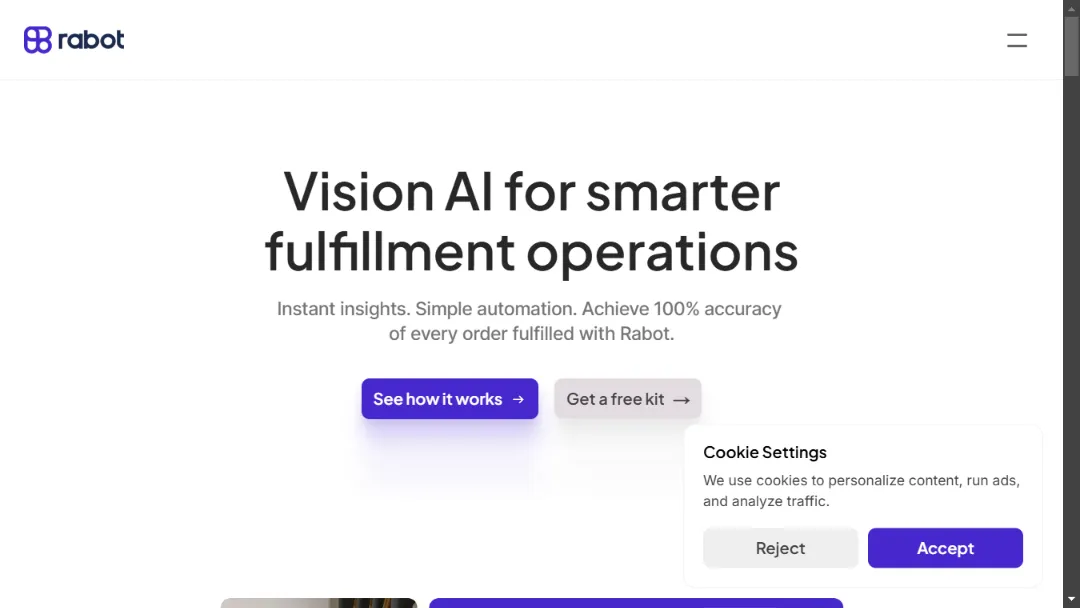 rabot
Vision AI for smarter
fulfillment operations
Instant insights. Simple automation. Achieve 100% accuracy
of every order fulfilled with Rabot.
See how it works →
Get a free kit →
Cookie Settings
We use cookies to personalize content, run ads,
and analyze traffic.
Reject
Accept